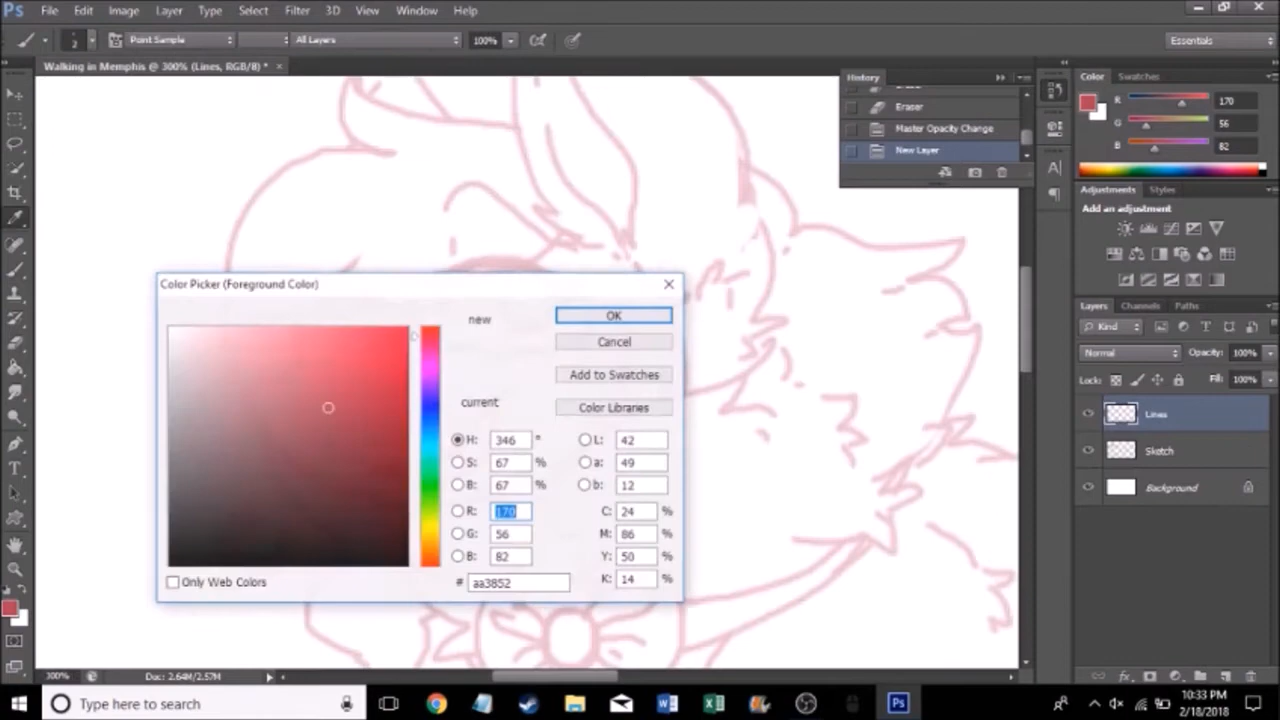 Ps File Edit Image Layer Type Select Filter 3D View Window Help
2 Point Sample All Layers 100% Essentials
Walking in Memphis @ 300% (Lines, RGB/8) * ×
History
Eraser
Master Opacity Change
New Layer
Color Swatches
R 170
G 56
B 82
Adjustments Styles
Add an adjustment
Layers Channels Paths
Kind
Normal Opacity: 100%
Lock: Fill: 100%
Lines
Sketch
Background
Color Picker (Foreground Color)
new
OK
Cancel
Add to Swatches
current
Color Libraries
H: 346 ° L: 42
S: 67 % a: 49
B: 67 % b: 12
R: 170 C: 24 %
G: 56 M: 86 %
B: 82 Y: 50 %
# aa3852 K: 14 %
Only Web Colors
300% Doc: 2.64M/2.57M
Type here to search
10:33 PM
2/18/2018